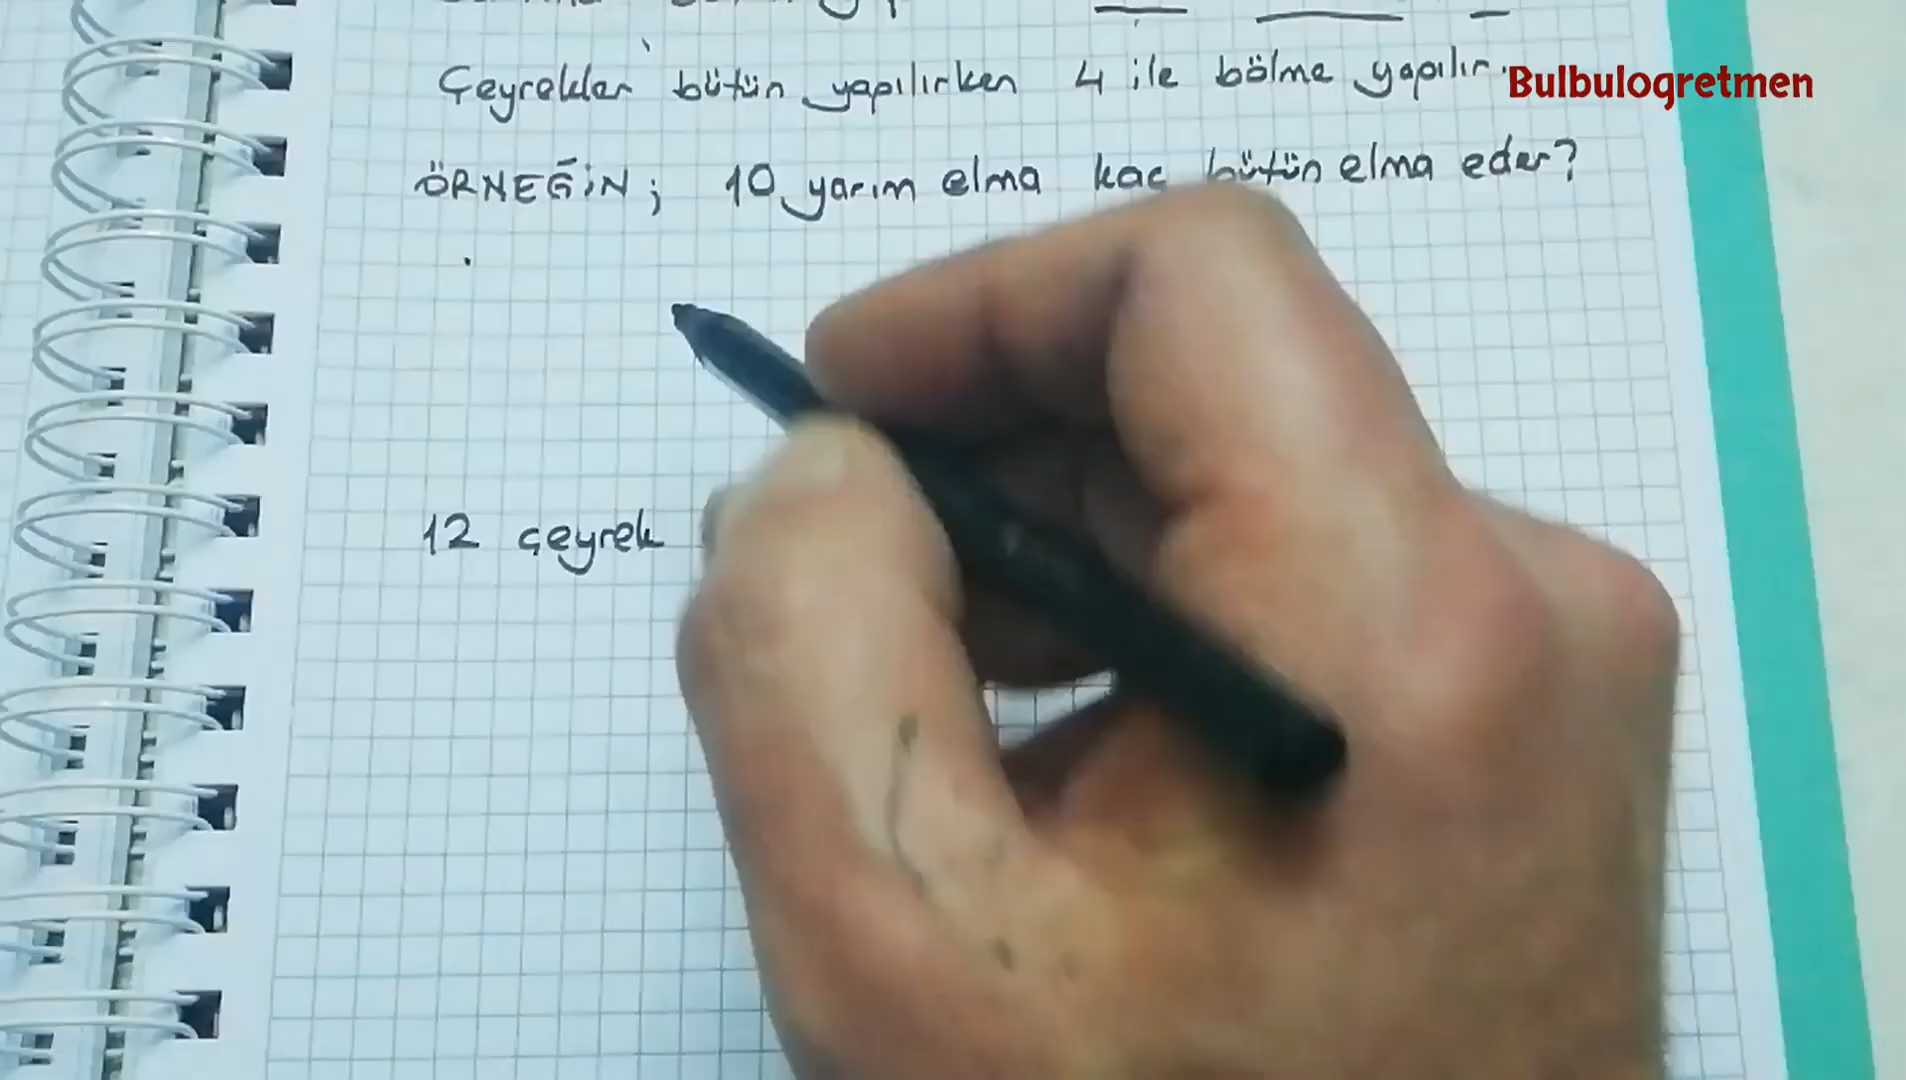 Çeyrekler bütün yapılırken 4 ile bölme yapılır.
Bulbulogretmen
ÖRNEĞİN; 10 yarım elma kaç bütün elma eder?
12 çeyrek